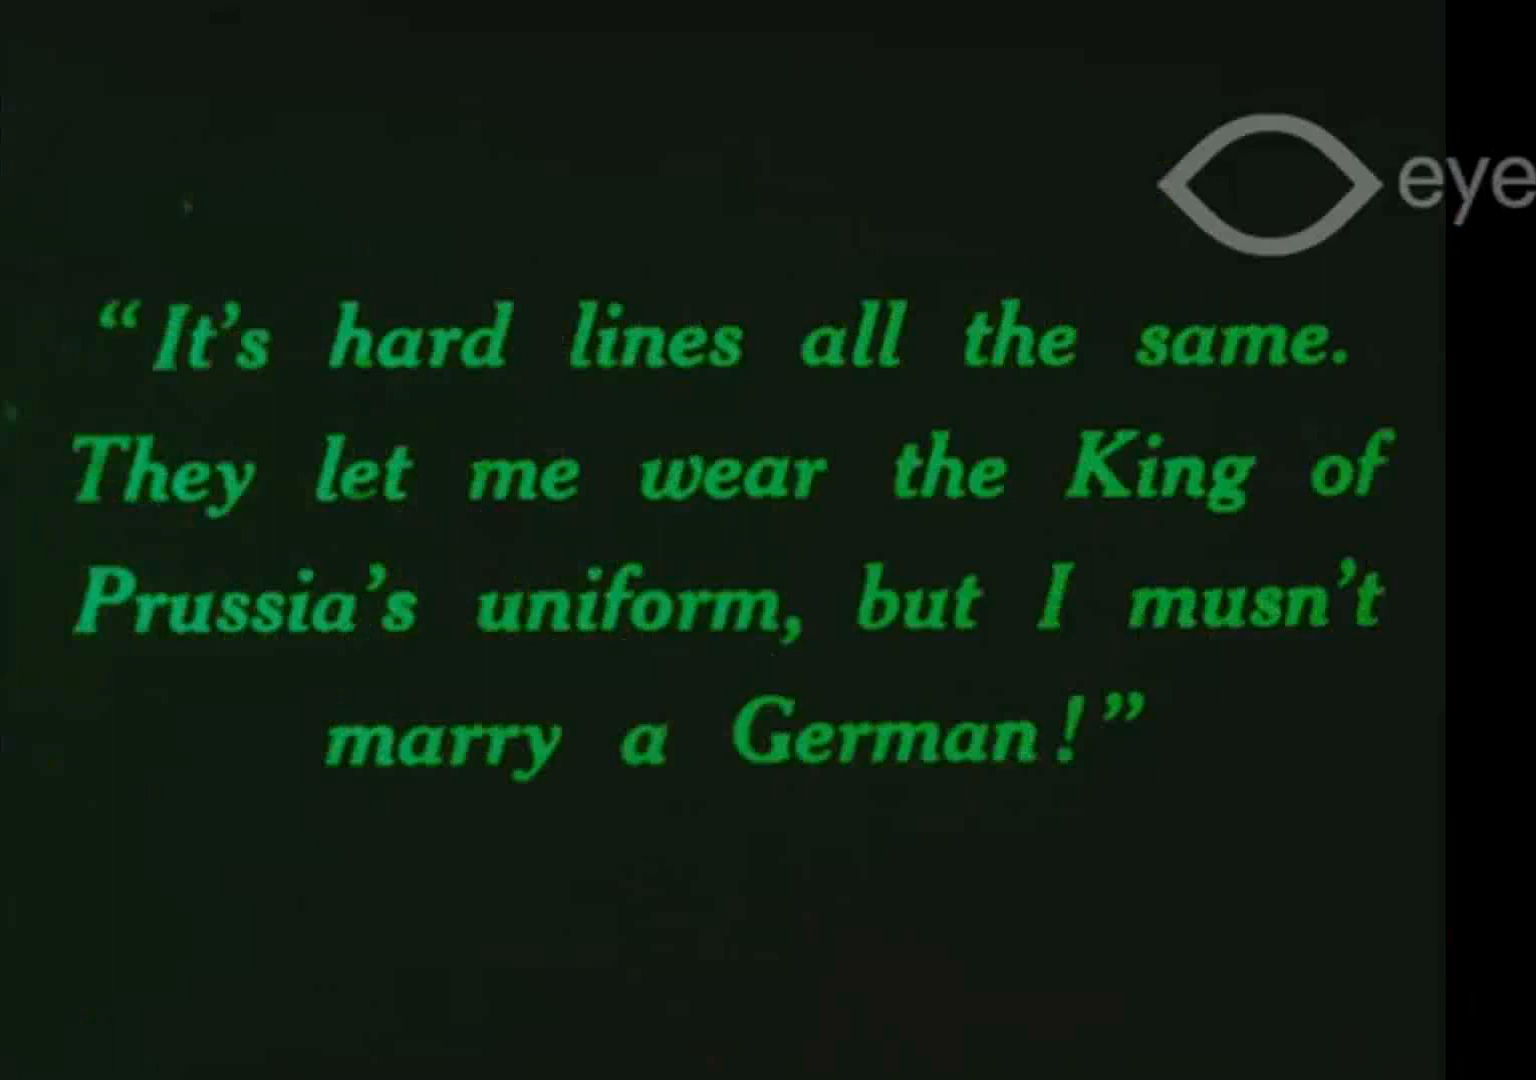 eye
“It’s hard lines all the same.
They let me wear the King of
Prussia’s uniform, but I musn’t
marry a German!”